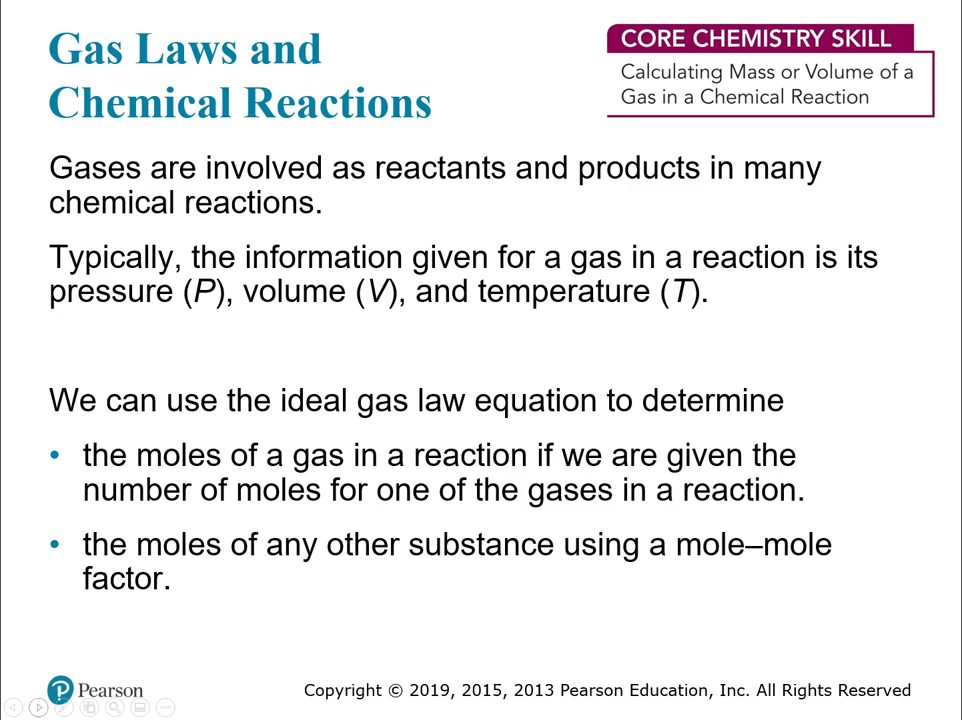 Gas Laws and
Chemical Reactions
CORE CHEMISTRY SKILL
Calculating Mass or Volume of a
Gas in a Chemical Reaction
Gases are involved as reactants and products in many
chemical reactions.
Typically, the information given for a gas in a reaction is its
pressure (P), volume (V), and temperature (T).
We can use the ideal gas law equation to determine
• the moles of a gas in a reaction if we are given the
number of moles for one of the gases in a reaction.
• the moles of any other substance using a mole–mole
factor.
Pearson
Copyright © 2019, 2015, 2013 Pearson Education, Inc. All Rights Reserved